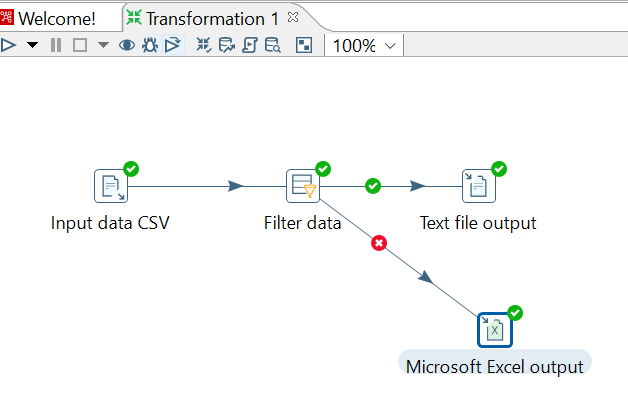 Welcome!
Transformation 1
100%
Input data CSV
Filter data
Text file output
X
Microsoft Excel output